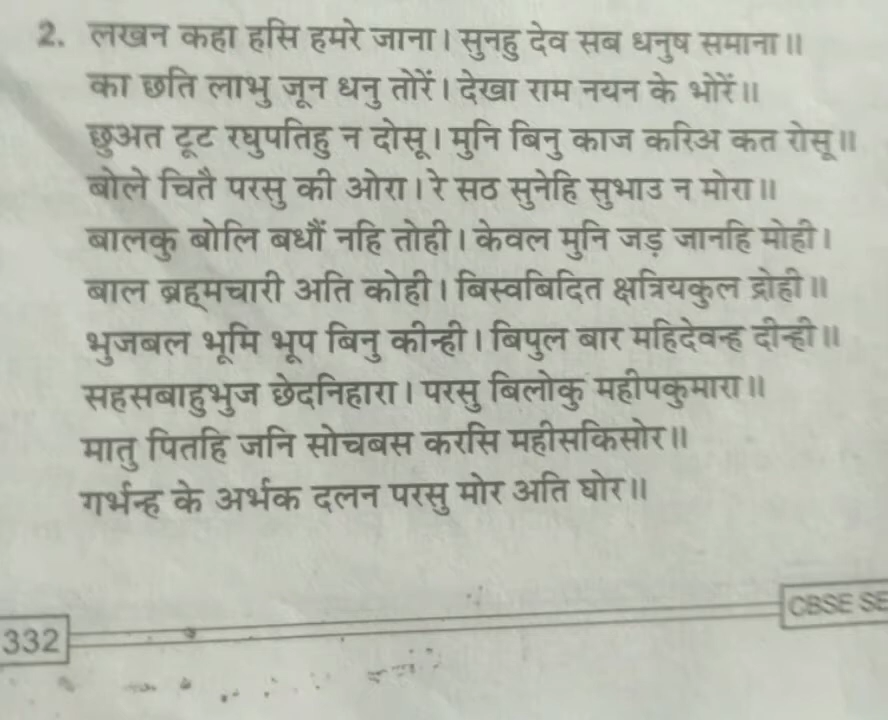 2. लखन कहा हसि हमरे जाना। सुनहु देव सब धनुष समाना॥
का छति लाभु जून धनु तोरें। देखा राम नयन के भोरें॥
छुअत टूट रघुपतिहु न दोसू। मुनि बिनु काज करिअ कत रोसू॥
बोले चितै परसु की ओरा। रे सठ सुनेहि सुभाउ न मोरा॥
बालकु बोलि बधौं नहि तोही। केवल मुनि जड़ जानहि मोही।
बाल ब्रह्मचारी अति कोही। बिस्वबिदित क्षत्रियकुल द्रोही॥
भुजबल भूमि भूप बिनु कीन्ही। बिपुल बार महिदेवन्ह दीन्ही॥
सहसबाहुभुज छेदनिहारा। परसु बिलोकु महीपकुमारा॥
मातु पितहि जनि सोचबस करसि महीसकिसोर॥
गर्भन्ह के अर्भक दलन परसु मोर अति घोर॥
CBSE SE
332